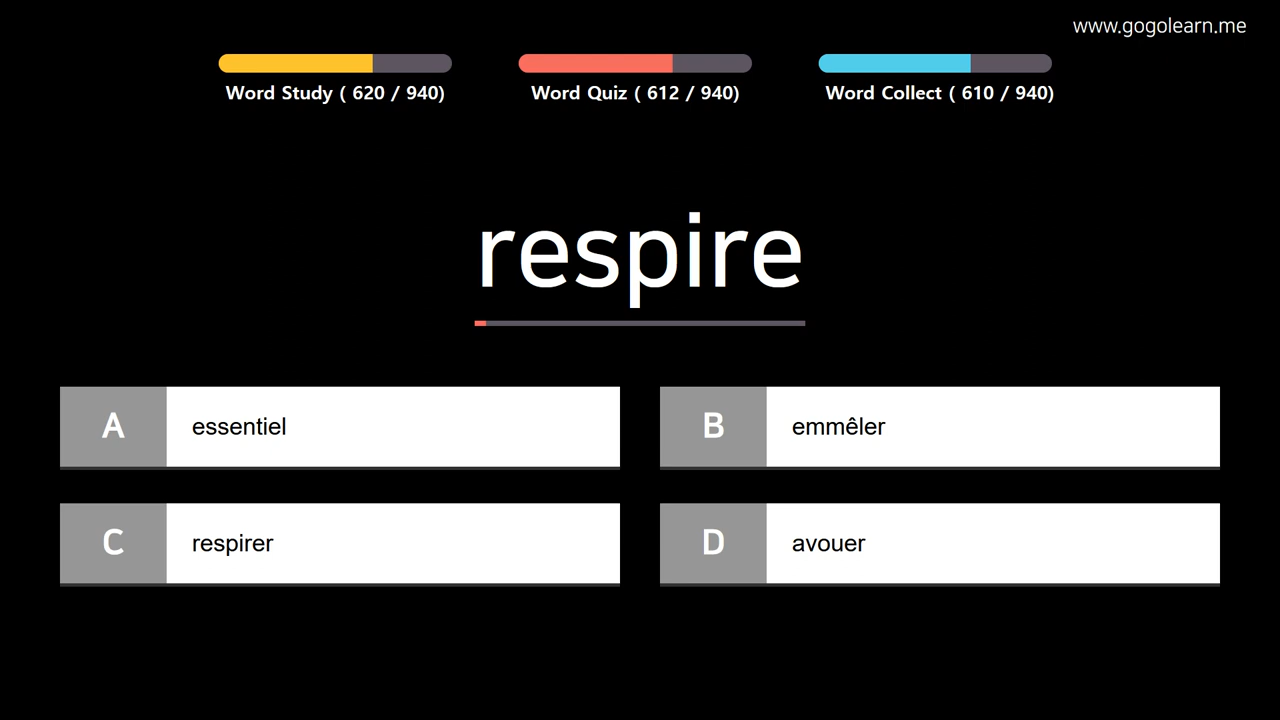 www.gogolearn.me
Word Study ( 620 / 940)
Word Quiz ( 612 / 940)
Word Collect ( 610 / 940)
respire
A essentiel
B emmêler
C respirer
D avouer